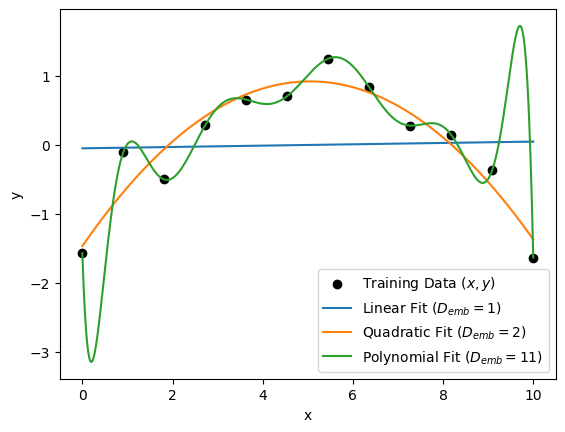 1
0
−1
−2
−3
y
0
2
4
6
8
10
x
Training Data (x, y)
Linear Fit (D_emb = 1)
Quadratic Fit (D_emb = 2)
Polynomial Fit (D_emb = 11)